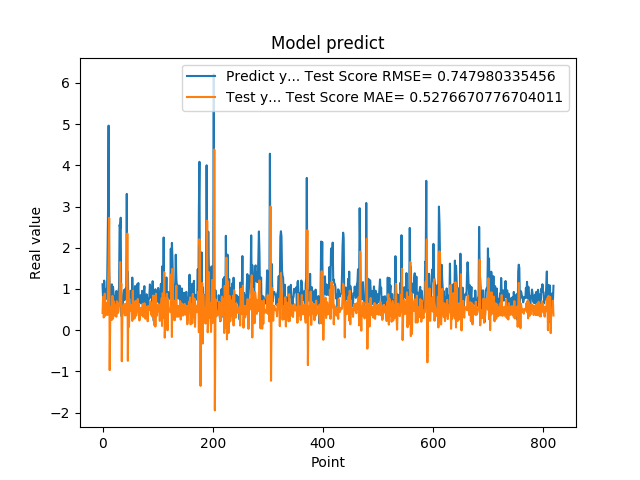 Model predict
Predict y... Test Score RMSE= 0.747980335456
Test y... Test Score MAE= 0.5276670776704011
Real value
6
5
4
3
2
1
0
−1
−2
0 200 400 600 800
Point